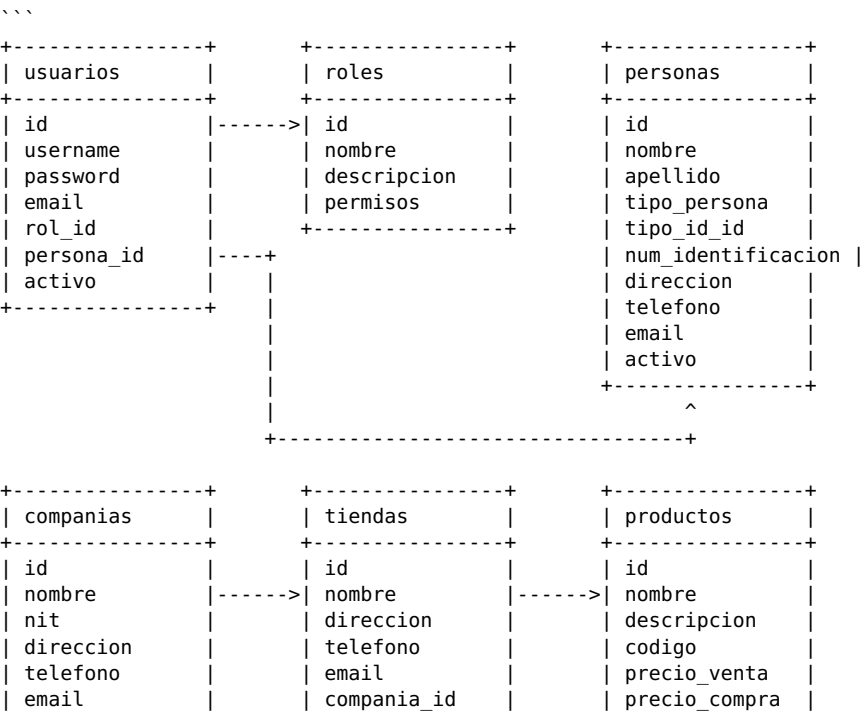 ```
+----------------+       +----------------+       +----------------+
| usuarios       |       | roles          |       | personas       |
+----------------+       +----------------+       +----------------+
| id             |------>| id             |       | id             |
| username       |       | nombre         |       | nombre         |
| password       |       | descripcion    |       | apellido       |
| email          |       | permisos       |       | tipo_persona   |
| rol_id         |       +----------------+       | tipo_id_id     |
| persona_id     |----+                           | num_identificacion |
| activo         |    |                           | direccion      |
+----------------+    |                           | telefono       |
                      |                           | email          |
                      |                           | activo         |
                      |                           +----------------+
                      |                                  ^
                      +----------------------------------+

+----------------+       +----------------+       +----------------+
| companias      |       | tiendas        |       | productos      |
+----------------+       +----------------+       +----------------+
| id             |       | id             |       | id             |
| nombre         |------>| nombre         |------>| nombre         |
| nit            |       | direccion      |       | descripcion    |
| direccion      |       | telefono       |       | codigo         |
| telefono       |       | email          |       | precio_venta   |
| email          |       | compania_id    |       | precio_compra  |